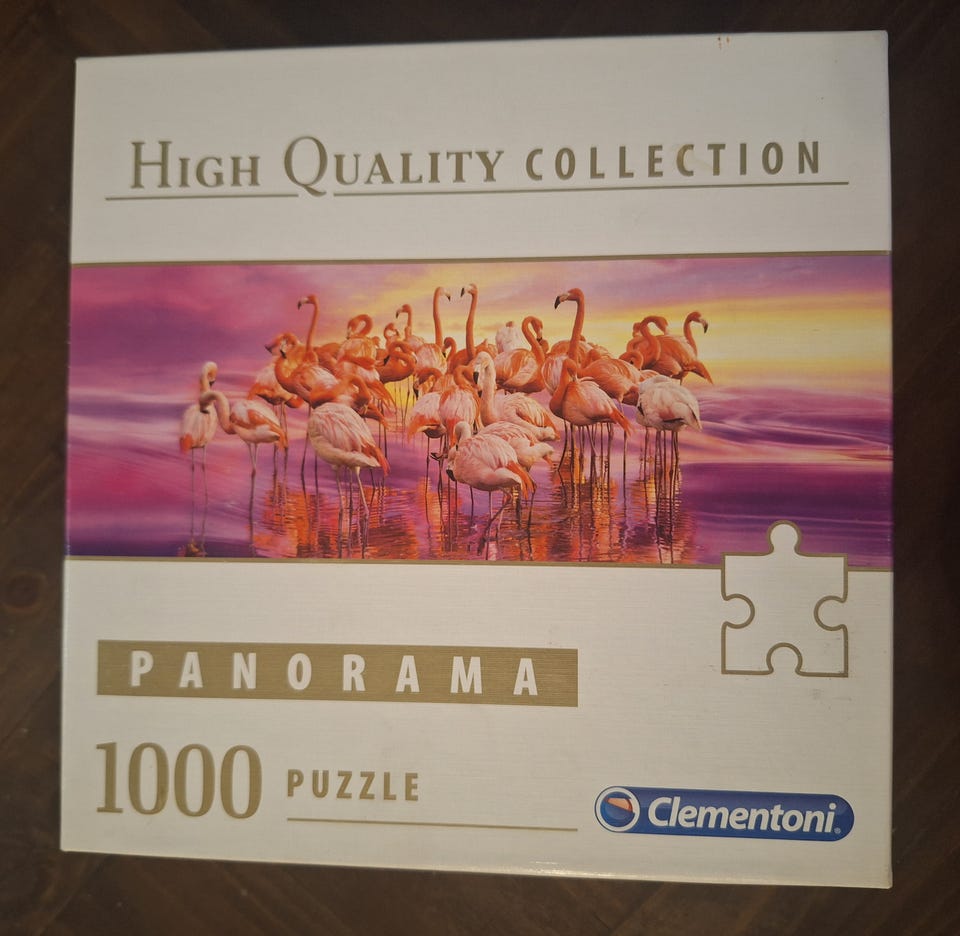 High Quality COLLECTION
PANORAMA
1000 PUZZLE
Clementoni®